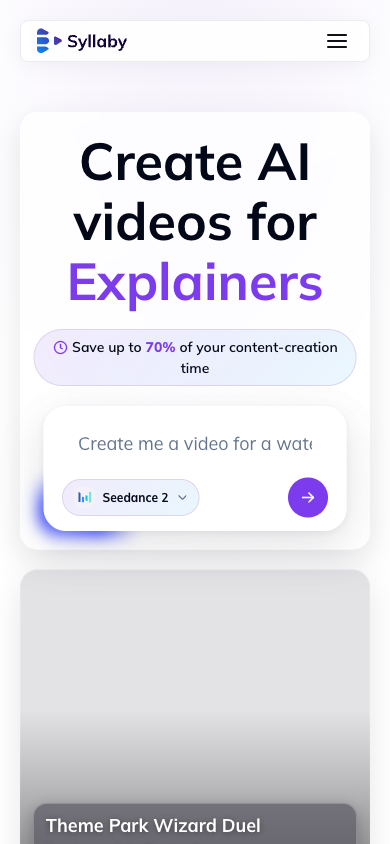 Syllaby
Create AI
videos for
Explainers
Save up to 70% of your content-creation
time
Create me a video for a wate
Seedance 2
Theme Park Wizard Duel